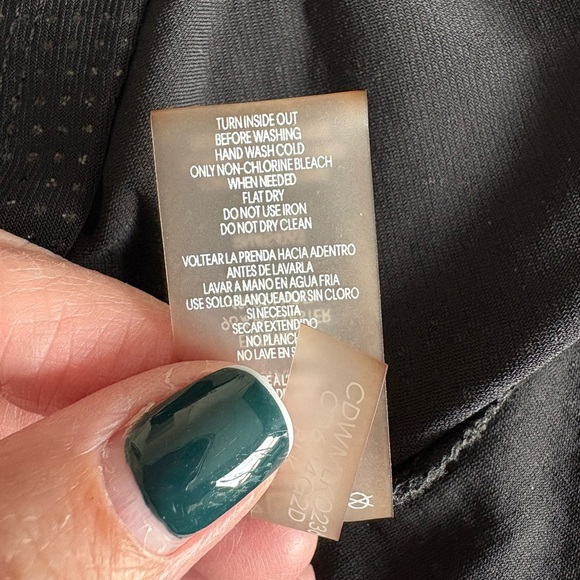 TURN INSIDE OUT
BEFORE WASHING
HAND WASH COLD
ONLY NON-CHLORINE BLEACH
WHEN NEEDED
FLAT DRY
DO NOT USE IRON
DO NOT DRY CLEAN
VOLTEAR LA PRENDA HACIA ADENTRO
ANTES DE LAVARLA
LAVAR A MANO EN AGUA FRIA
USE SOLO BLANQUEADOR SIN CLORO
SI NECESITA
SECAR EXTENDIDO
NO
NO LAVE EN